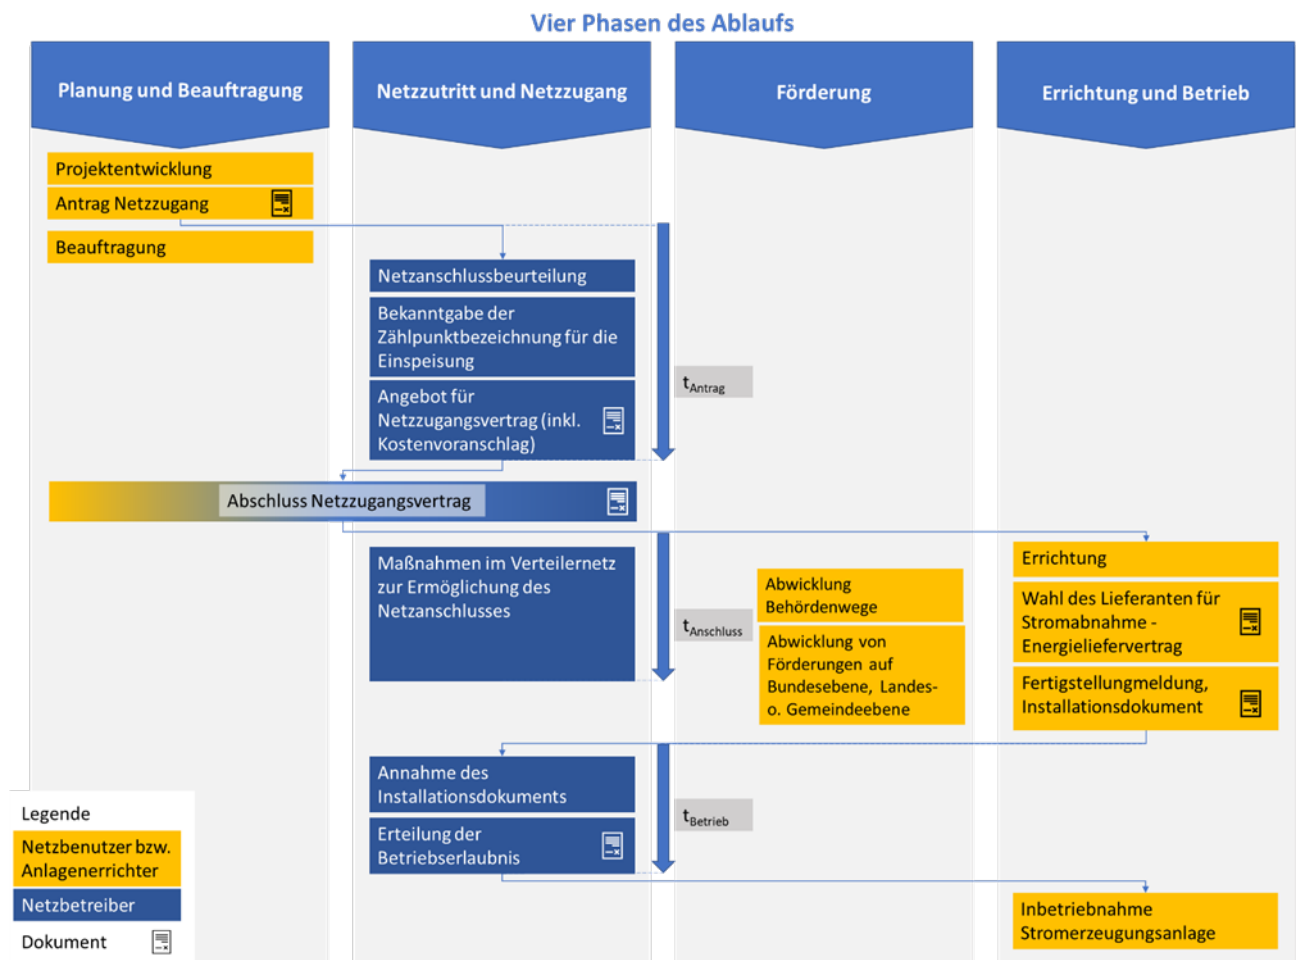 Vier Phasen des Ablaufs
Planung und Beauftragung
Netzzutritt und Netzzugang
Förderung
Errichtung und Betrieb
Projektentwicklung
Antrag Netzzugang
Beauftragung
Netzanschlussbeurteilung
Bekanntgabe der
Zählpunktbezeichnung für die
Einspeisung
Angebot für
Netzzugangsvertrag (inkl.
Kostenvoranschlag)
tAntrag
Abschluss Netzzugangsvertrag
Maßnahmen im Verteilernetz
zur Ermöglichung des
Netzanschlusses
tAnschluss
Abwicklung
Behördenwege
Abwicklung von
Förderungen auf
Bundesebene, Landes-
o. Gemeindeebene
Errichtung
Wahl des Lieferanten für
Stromabnahme -
Energieliefervertrag
Fertigstellungmeldung,
Installationsdokument
Annahme des
Installationsdokuments
Erteilung der
Betriebserlaubnis
tBetrieb
Inbetriebnahme
Stromerzeugungsanlage
Legende
Netzbenutzer bzw.
Anlagenerrichter
Netzbetreiber
Dokument